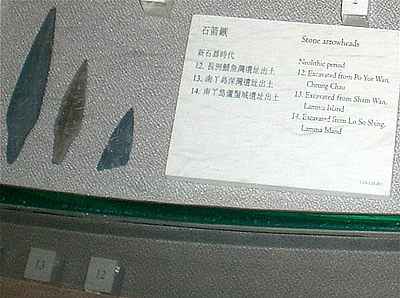 石箭鏃
Stone arrowheads
新石器時代
12. 長洲鯆魚灣遺址出土
13. 南丫島深灣遺址出土
14. 南丫島蘆鬚城遺址出土
Neolithic period
12. Excavated from Po Yue Wan,
Cheung Chau
13. Excavated from Sham Wan,
Lamma Island
14. Excavated from Lo So Shing,
Lamma Island
13
12